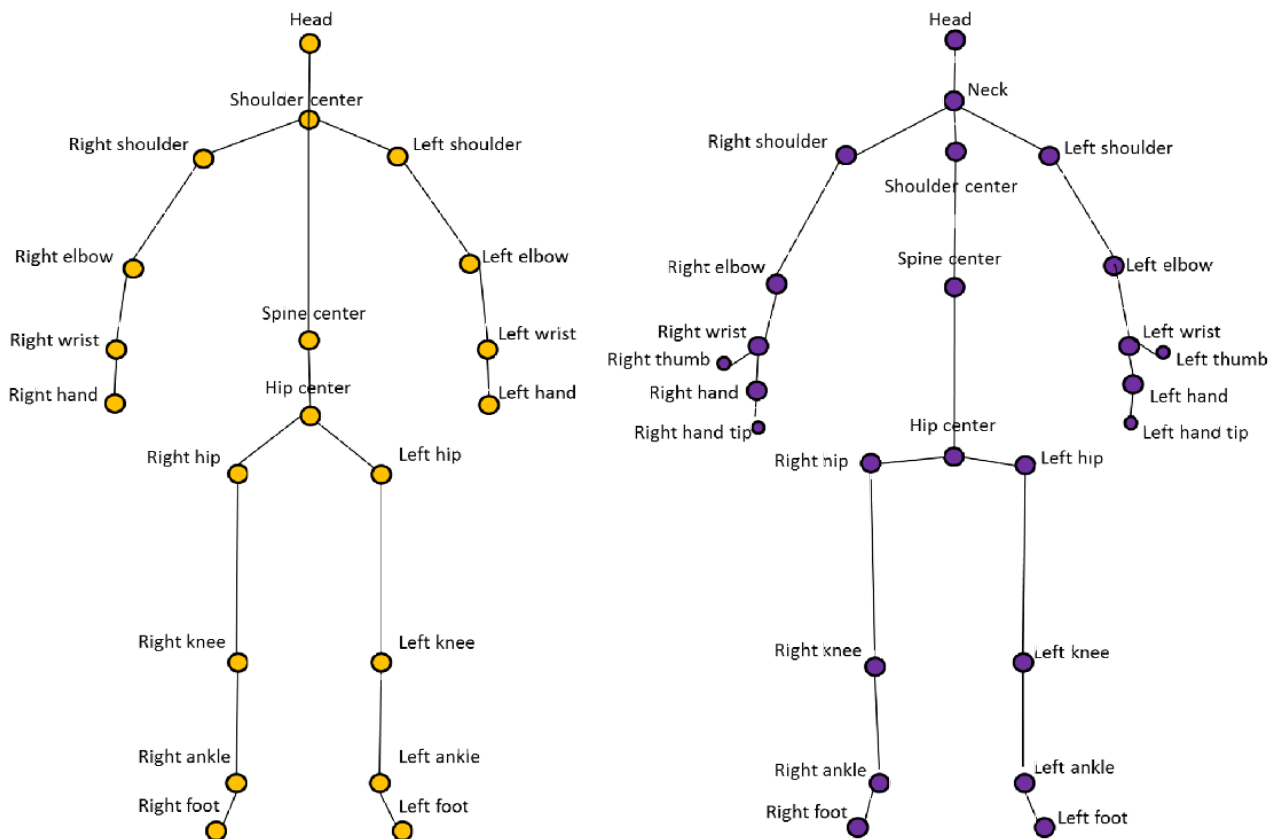 Head
Shoulder center
Right shoulder
Left shoulder
Right elbow
Left elbow
Spine center
Right wrist
Left wrist
Right hand
Hip center
Left hand
Right hip
Left hip
Right knee
Left knee
Right ankle
Left ankle
Right foot
Left foot
Head
Neck
Right shoulder
Left shoulder
Shoulder center
Spine center
Right elbow
Left elbow
Right wrist
Left wrist
Right thumb
Left thumb
Right hand
Left hand
Right hand tip
Hip center
Left hand tip
Right hip
Left hip
Right knee
Left knee
Right ankle
Left ankle
Right foot
Left foot